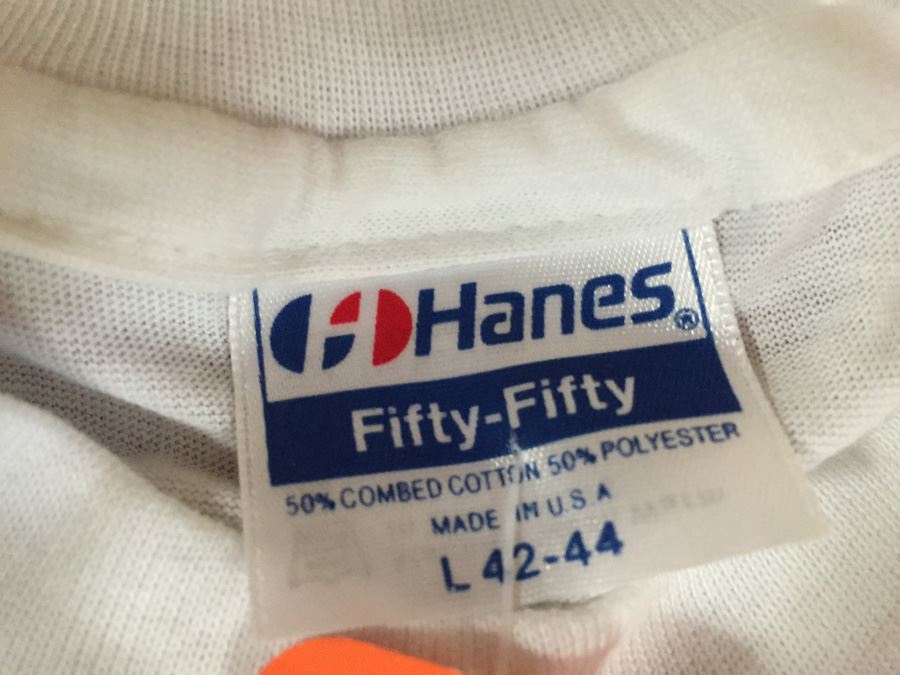 Hanes®
Fifty-Fifty
50% COMBED COTTON 50% POLYESTER
MADE IN U.S.A
L 42-44